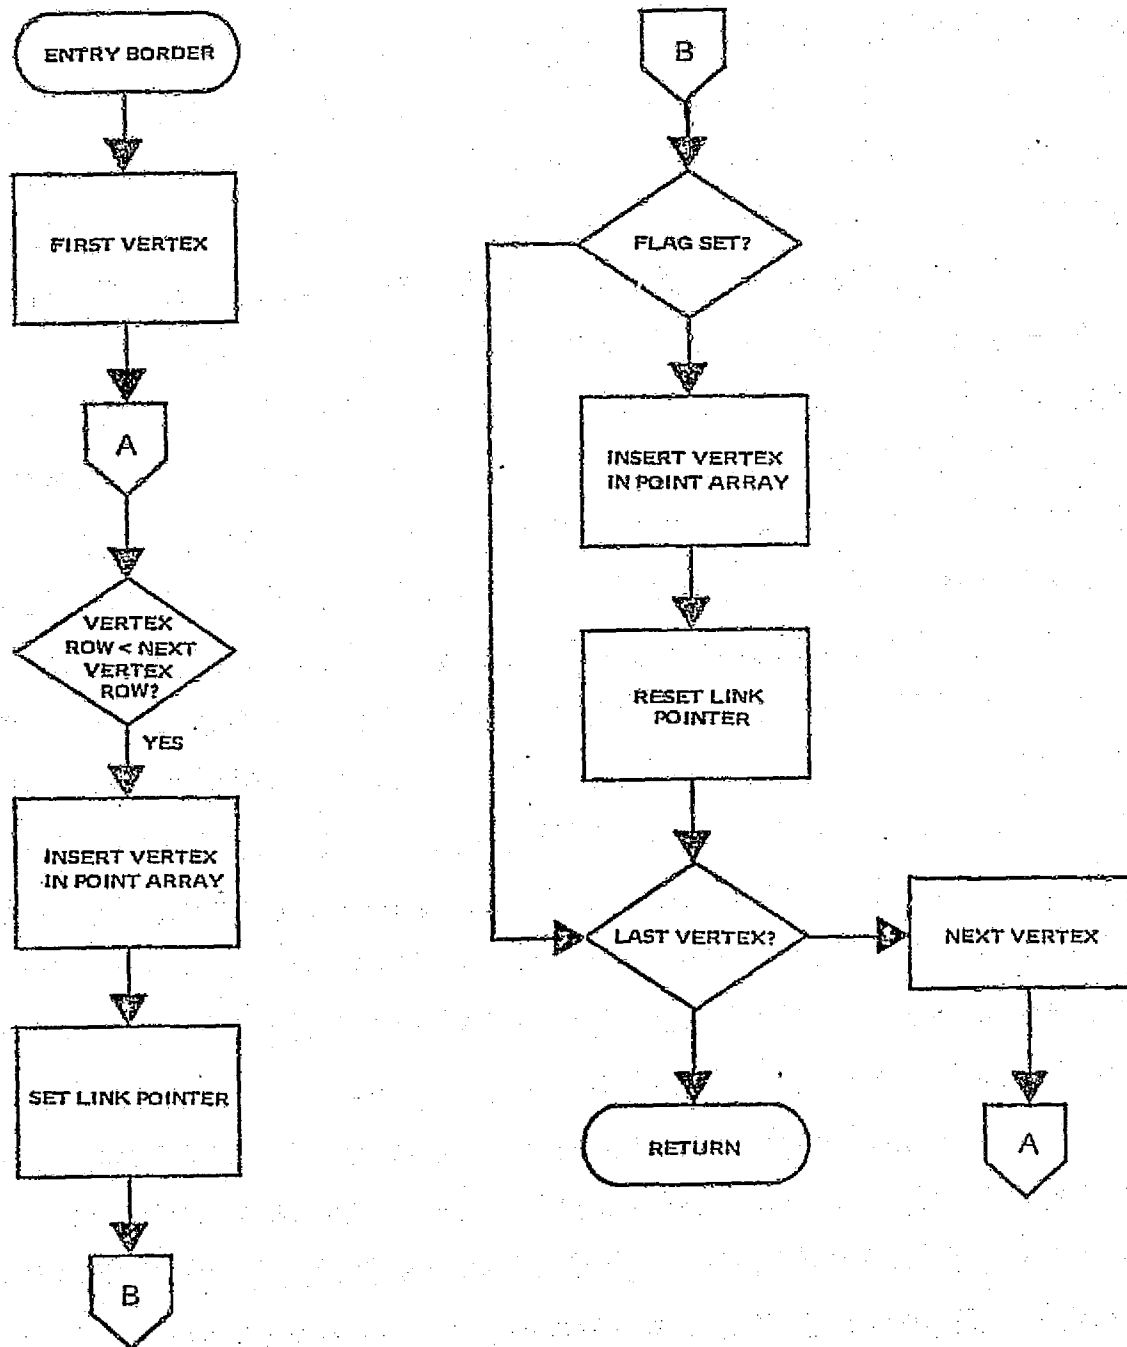 ENTRY BORDER
FIRST VERTEX
A
VERTEX
ROW < NEXT
VERTEX
ROW?
YES
INSERT VERTEX
IN POINT ARRAY
SET LINK POINTER
B
B
FLAG SET?
INSERT VERTEX
IN POINT ARRAY
RESET LINK
POINTER
LAST VERTEX?
NEXT VERTEX
RETURN
A